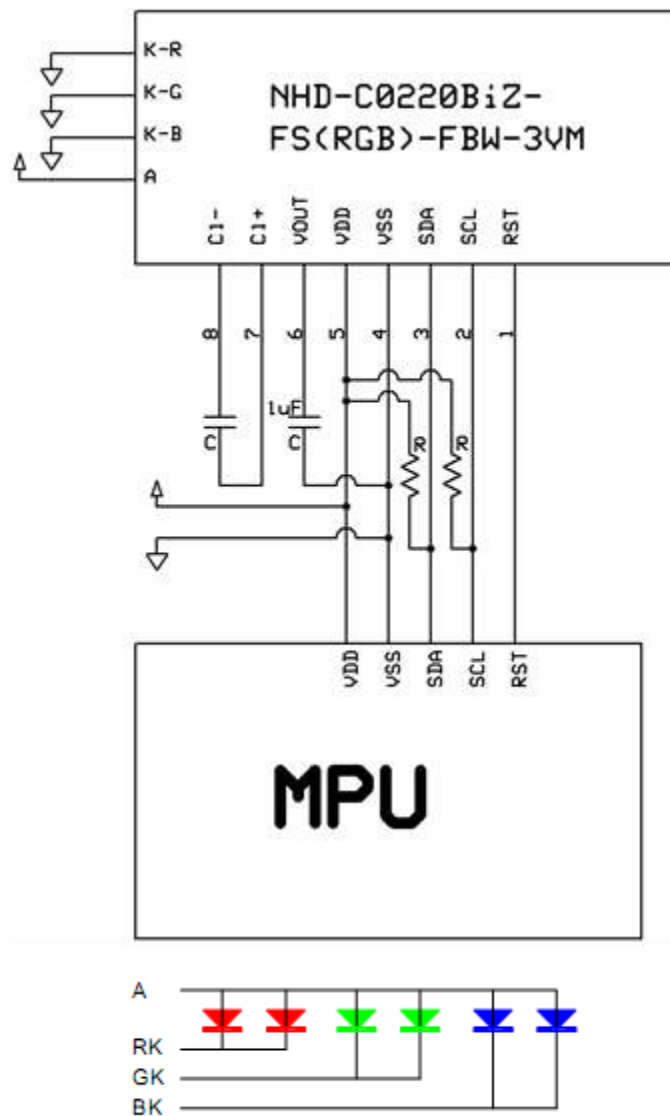 K-R
K-G
K-B
A
NHD-C0220BiZ-
FS(RGB)-FBW-3VM
C1-
C1+
VOUT
VDD
VSS
SDA
SCL
RST
8
7
6
5
4
3
2
1
1uF
C
C
R
R
VDD
VSS
SDA
SCL
RST
MPU
A
RK
GK
BK